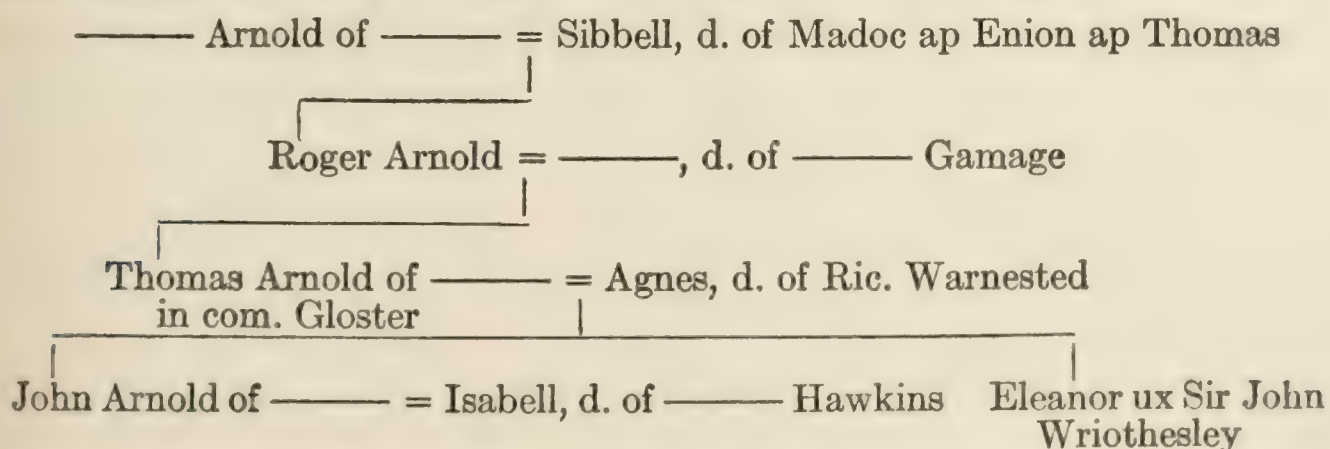 ——— Arnold of ——— = Sibbell, d. of Madoc ap Enion ap Thomas
Roger Arnold = ———, d. of ——— Gamage
Thomas Arnold of ——— = Agnes, d. of Ric. Warnested
in com. Gloster
John Arnold of ——— = Isabell, d. of ——— Hawkins Eleanor ux Sir John
Wriothesley